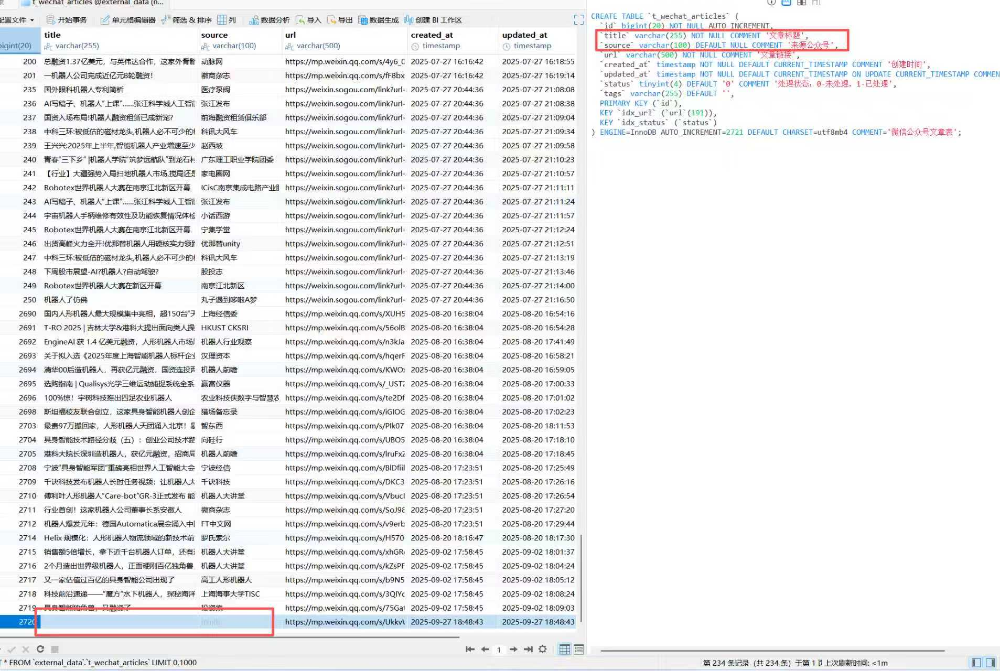 t_wechat_articles @external_data (n...
配置文件 开始事务 单元格编辑器 筛选 & 排序 列 数据分析 导入 导出 数据生成 创建 BI 工作区
title source url created_at updated_at
bigint(20) varchar(255) varchar(100) varchar(500) timestamp timestamp
200 总融资1.37亿美元，与英伟达合作，这家外骨骼 动脉网 https://mp.weixin.qq.com/s/4y6_0 2025-07-27 16:16:42 2025-07-27 16:18:55
201 一机器人公司完成近亿元B轮融资！ 徽商杂志 https://mp.weixin.qq.com/s/fF8bx 2025-07-27 16:16:42 2025-07-27 16:19:14
235 国外眼科机器人专利简析 医疗泵阀 https://weixin.sogou.com/link?url= 2025-07-27 20:44:36 2025-07-27 21:08:08
236 AI写稿子、机器人“上课”......张江科学城人工智能 张江发布 https://weixin.sogou.com/link?url= 2025-07-27 20:44:36 2025-07-27 21:08:38
237 国资入场布局!机器人融资租赁已成新宠? 前海融资租赁俱乐部 https://weixin.sogou.com/link?url= 2025-07-27 20:44:36 2025-07-27 21:09:04
238 中科三环:被低估的磁材龙头,机器人必不可少的 科讯大风车 https://weixin.sogou.com/link?url= 2025-07-27 20:44:36 2025-07-27 21:09:34
239 王兴兴:2025年上半年,智能机器人产业增速至少 赵西坡 https://weixin.sogou.com/link?url= 2025-07-27 20:44:36 2025-07-27 21:09:58
240 青春“三下乡” |机器人学院“筑梦远航队”到龙石村 广东理工职业学院团委 https://weixin.sogou.com/link?url= 2025-07-27 20:44:36 2025-07-27 21:10:23
241 【行业】大疆强势入局扫地机器人市场,搅局还是 家电圈网 https://weixin.sogou.com/link?url= 2025-07-27 20:44:36 2025-07-27 21:10:57
242 Robotex世界机器人大赛在南京江北新区开幕 ICisC南京集成电路产业服 https://weixin.sogou.com/link?url= 2025-07-27 20:44:36 2025-07-27 21:11:11
243 AI写稿子、机器人“上课”......张江科学城人工智能 张江发布 https://weixin.sogou.com/link?url= 2025-07-27 20:44:36 2025-07-27 21:11:24
244 宇宙机器人手柄维修有效性及功能恢复情况体检 小话西游 https://weixin.sogou.com/link?url= 2025-07-27 20:44:36 2025-07-27 21:11:57
245 Robotex世界机器人大赛在南京江北新区开幕 宁集学堂 https://weixin.sogou.com/link?url= 2025-07-27 20:44:36 2025-07-27 21:12:24
246 出货高峰火力全开!优那替机器人用硬核实力领跑 优那替unity https://weixin.sogou.com/link?url= 2025-07-27 20:44:36 2025-07-27 21:12:51
247 中科三环:被低估的磁材龙头,机器人必不可少的 科讯大风车 https://weixin.sogou.com/link?url= 2025-07-27 20:44:36 2025-07-27 21:13:19
248 下周股市展望-AI?机器人?自动驾驶? 股投志 https://weixin.sogou.com/link?url= 2025-07-27 20:44:36 2025-07-27 21:13:46
249 Robotex世界机器人大赛在新区开幕 南京江北新区 https://weixin.sogou.com/link?url= 2025-07-27 20:44:36 2025-07-27 21:14:00
250 机器人了仿佛 丸子遇到哆啦A梦 https://weixin.sogou.com/link?url= 2025-07-27 20:44:36 2025-07-27 21:16:50
2690 国内人形机器人最大规模集中亮相，超150台“天 上海经信委 https://mp.weixin.qq.com/s/XUH5 2025-08-20 16:38:04 2025-08-20 16:54:16
2691 T-RO 2025 | 吉林大学&港科大提出面向类人操 HKUST CKSRI https://mp.weixin.qq.com/s/56olB 2025-08-20 16:38:04 2025-08-20 16:54:28
2692 EngineAI 获 1.4 亿美元融资，人形机器人市场 机器人行业观察 https://mp.weixin.qq.com/s/n3kJa 2025-08-20 16:38:04 2025-08-20 17:41:49
2693 关于拟入选《2025年度上海智能机器人标杆企业 汉理资本 https://mp.weixin.qq.com/s/hqerF 2025-08-20 16:38:04 2025-08-20 16:58:21
2694 清华00后造机器人，再获亿元融资，国资连投两 机器人前瞻 https://mp.weixin.qq.com/s/KWO 2025-08-20 16:38:04 2025-08-20 16:59:05
2695 选购指南 | Qualisys光学三维运动捕捉系统全系 赢富仪器 https://mp.weixin.qq.com/s/_UST2 2025-08-20 16:38:04 2025-08-20 17:00:33
2696 100%惊！宇树科技推出四足农业机器人 农业科技侠数字与智慧农 https://mp.weixin.qq.com/s/te2Df 2025-08-20 16:38:04 2025-08-20 17:01:02
2698 斯坦福校友联合创立，这家具身智能机器人创企 猎场备忘录 https://mp.weixin.qq.com/s/iGIOG 2025-08-20 16:38:04 2025-08-20 17:02:23
2703 最贵97万搬回家，人形机器人天团涌入北京！ 智东西 https://mp.weixin.qq.com/s/Plk07 2025-08-20 16:38:04 2025-08-20 18:11:53
2704 具身智能技术路径分歧（五）：创业公司技术路 向硅行 https://mp.weixin.qq.com/s/UBO5 2025-08-20 16:38:04 2025-08-20 17:18:10
2705 港科大院长深圳造机器人，获亿元融资，招商局 机器人前瞻 https://mp.weixin.qq.com/s/lruFxZ 2025-08-20 16:38:04 2025-08-20 17:18:45
2708 宁波“具身智能军团”重磅亮相世界人工智能大会 宁波经信 https://mp.weixin.qq.com/s/BlDfiil 2025-08-20 17:23:51 2025-08-20 17:25:49
2709 千诀科技发布机器人长时任务视频：让机器人大 千诀科技 https://mp.weixin.qq.com/s/DKC3 2025-08-20 17:23:51 2025-08-20 17:26:16
2710 傅利叶人形机器人“Care-bot”GR-3正式发布 能 机器人大讲堂 https://mp.weixin.qq.com/s/Vbucl 2025-08-20 17:23:51 2025-08-20 17:26:54
2711 行业首创！这家机器人公司董事长系安徽人 微商杂志 https://mp.weixin.qq.com/s/SoJ98 2025-08-20 17:23:51 2025-08-20 17:27:20
2712 机器人爆发元年：德国Automatica展会涌入中国 FT中文网 https://mp.weixin.qq.com/s/v9erb 2025-08-20 17:23:51 2025-08-20 17:29:44
2714 Helix 规模化：人形机器人物流领域的新技术前 罗氏索尔 https://mp.weixin.qq.com/s/H570 2025-08-20 18:16:47 2025-08-20 18:17:30
2715 销售额5倍增长，拿下近千台机器人订单，还有 机器人大讲堂 https://mp.weixin.qq.com/s/xhGR 2025-09-02 17:58:45 2025-09-02 18:01:37
2716 2个月造出世界级机器人，正面硬刚百亿独角兽 机器人大讲堂 https://mp.weixin.qq.com/s/kZsPF 2025-09-02 17:58:45 2025-09-02 18:04:24
2717 又一家估值过百亿的具身智能公司出现了 高工人形机器人 https://mp.weixin.qq.com/s/b9N5 2025-09-02 17:58:45 2025-09-02 18:05:12
2718 科技前沿速递——“魔方”水下机器人，探秘海洋 上海海事大学TISC https://mp.weixin.qq.com/s/3QlYc 2025-09-02 17:58:45 2025-09-02 18:08:24
2719 具身智能独角兽，又融资了 投资家 https://mp.weixin.qq.com/s/75Gat 2025-09-02 17:58:45 2025-09-02 18:09:03
2720 (Null) https://mp.weixin.qq.com/s/Ukkv 2025-09-27 18:48:43 2025-09-27 18:48:43
1
* FROM `external_data`.`t_wechat_articles` LIMIT 0,1000
第 234 条记录（共 234 条）于第 1 页 上次刷新时间: <1m
CREATE TABLE `t_wechat_articles` (
`id` bigint(20) NOT NULL AUTO_INCREMENT,
`title` varchar(255) NOT NULL COMMENT '文章标题',
`source` varchar(100) DEFAULT NULL COMMENT '来源公众号',
`url` varchar(500) NOT NULL COMMENT '文章链接',
`created_at` timestamp NOT NULL DEFAULT CURRENT_TIMESTAMP COMMENT '创建时间',
`updated_at` timestamp NOT NULL DEFAULT CURRENT_TIMESTAMP ON UPDATE CURRENT_TIMESTAMP COMMEN
`status` tinyint(4) DEFAULT '0' COMMENT '处理状态：0-未处理，1-已处理',
`tags` varchar(255) DEFAULT '',
PRIMARY KEY (`id`),
KEY `idx_url` (`url`(191)),
KEY `idx_status` (`status`)
) ENGINE=InnoDB AUTO_INCREMENT=2721 DEFAULT CHARSET=utf8mb4 COMMENT='微信公众号文章表';